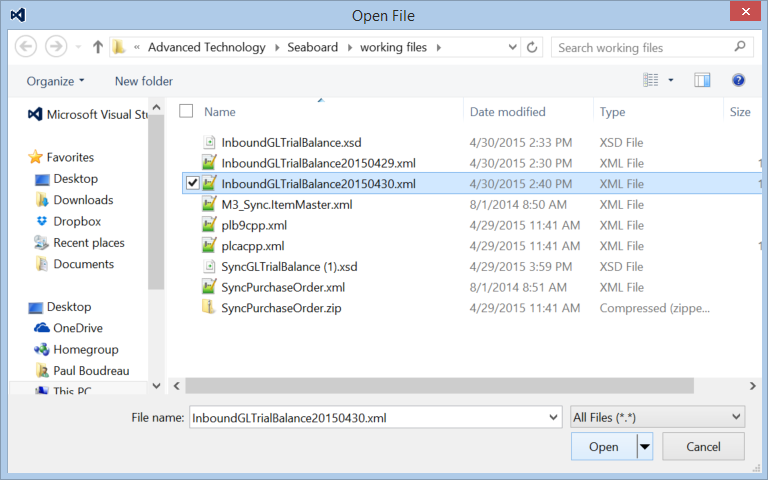 Open File
« Advanced Technology Seaboard working files
Search working files
Organize New folder
Microsoft Visual Stu
Name Date modified Type Size
InboundGLTrialBalance.xsd 4/30/2015 2:33 PM XSD File
InboundGLTrialBalance20150429.xml 4/30/2015 2:30 PM XML File 1
InboundGLTrialBalance20150430.xml 4/30/2015 2:40 PM XML File 1
M3_Sync.ItemMaster.xml 8/1/2014 8:50 AM XML File
plb9cpp.xml 4/29/2015 11:41 AM XML File
plcacpp.xml 4/29/2015 11:41 AM XML File 1
SyncGLTrialBalance (1).xsd 4/29/2015 3:59 PM XSD File
SyncPurchaseOrder.xml 8/1/2014 8:51 AM XML File
SyncPurchaseOrder.zip 4/29/2015 11:41 AM Compressed (zippe...
Favorites
Desktop
Downloads
Dropbox
Recent places
Documents
Desktop
OneDrive
Homegroup
Paul Boudreau
This PC
File name: InboundGLTrialBalance20150430.xml All Files (*.*)
Open Cancel